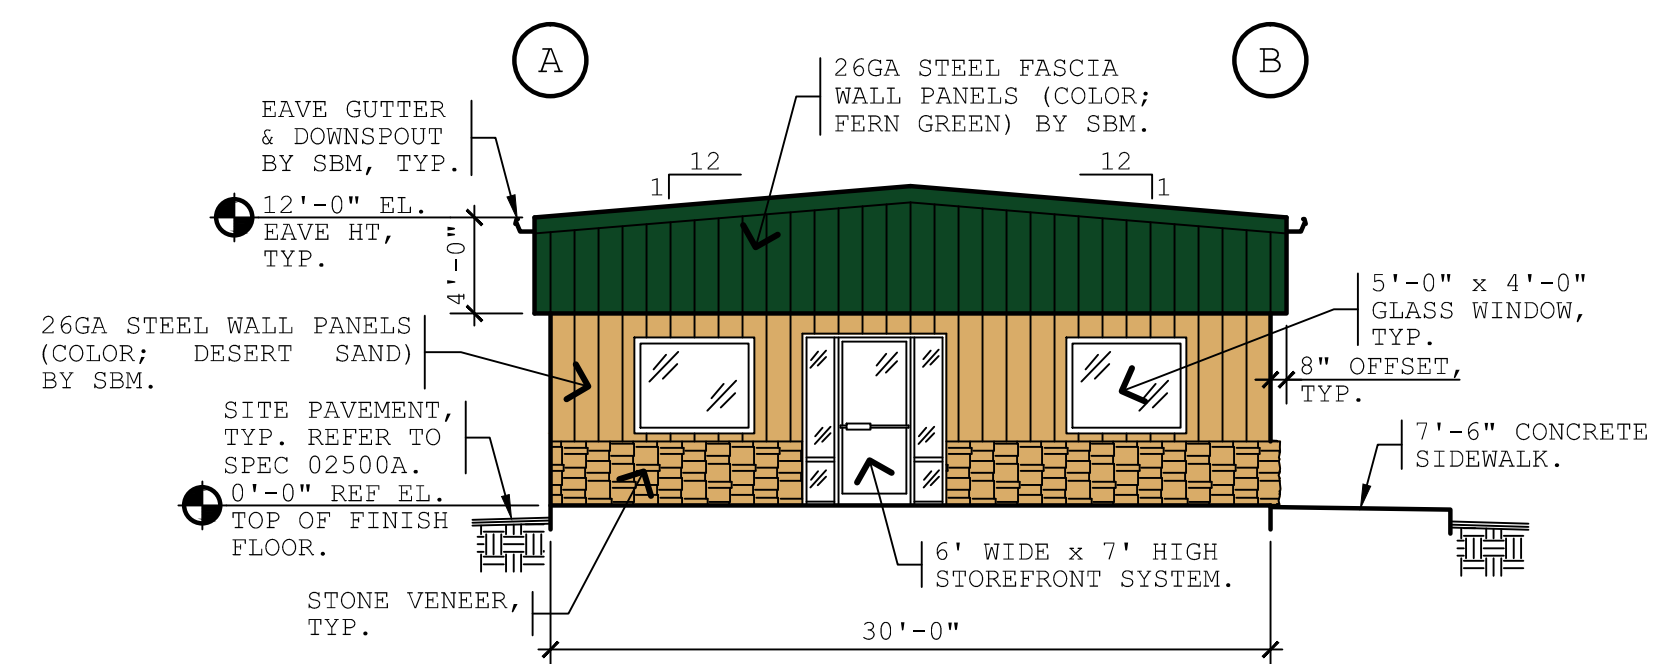 A
B
26GA STEEL FASCIA
WALL PANELS (COLOR;
FERN GREEN) BY SBM.
EAVE GUTTER
& DOWNSPOUT
BY SBM, TYP.
12
1
12
1
12'-0" EL.
EAVE HT,
TYP.
4'-0"
5'-0" x 4'-0"
GLASS WINDOW,
TYP.
26GA STEEL WALL PANELS
(COLOR; DESERT SAND)
BY SBM.
8" OFFSET,
TYP.
SITE PAVEMENT,
TYP. REFER TO
SPEC 02500A.
7'-6" CONCRETE
SIDEWALK.
0'-0" REF EL.
TOP OF FINISH
FLOOR.
6' WIDE x 7' HIGH
STOREFRONT SYSTEM.
STONE VENEER,
TYP.
30'-0"